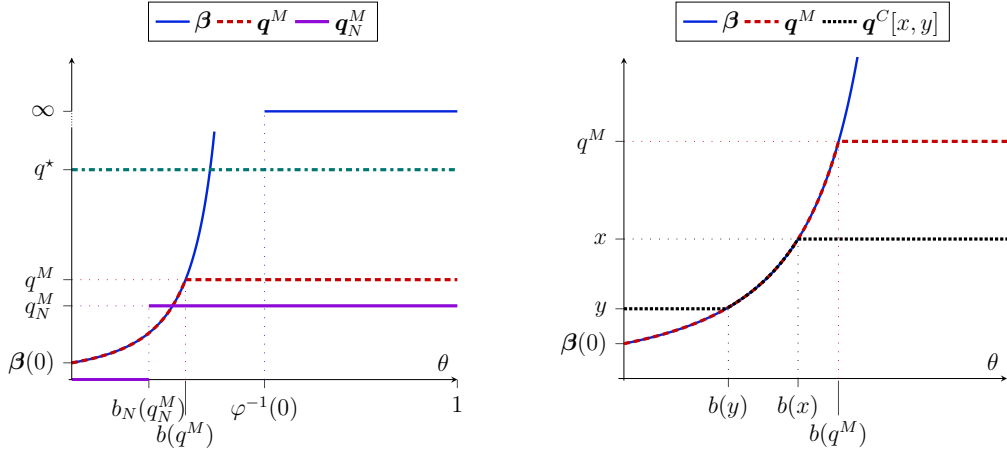 β q^M q_N^M
∞
q^⋆
q^M
q_N^M
β(0)
θ
b_N(q_N^M) φ^{-1}(0) 1
b(q^M)
β q^M q^C[x, y]
q^M
x
y
β(0)
θ
b(y) b(x)
b(q^M)